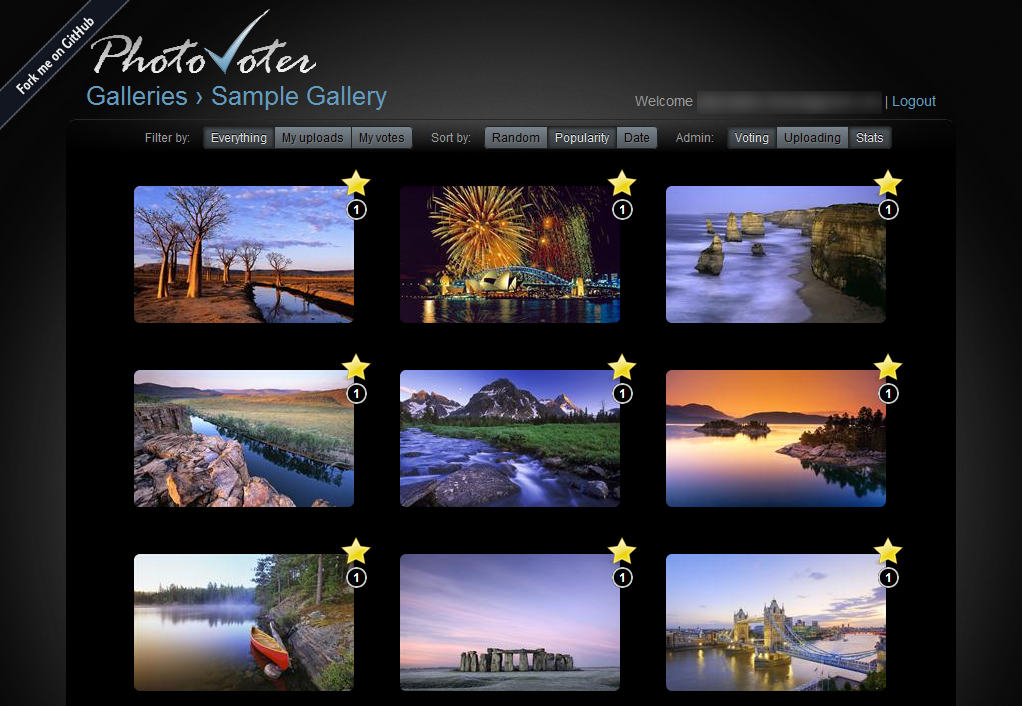 Fork me on GitHub
PhotoVoter
Galleries › Sample Gallery
Welcome | Logout
Filter by: Everything My uploads My votes Sort by: Random Popularity Date Admin: Voting Uploading Stats
1 1 1
1 1 1
1 1 1